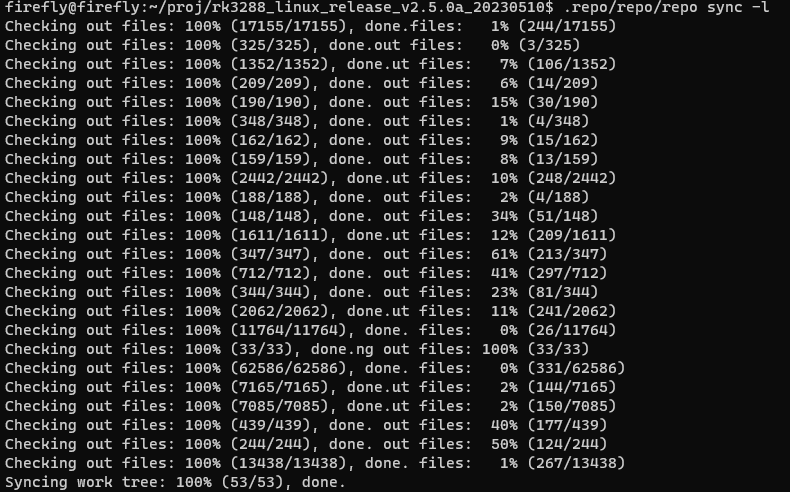 firefly@firefly:~/proj/rk3288_linux_release_v2.5.0a_20230510$ .repo/repo/repo sync -l
Checking out files: 100% (17155/17155), done.files:   1% (244/17155)
Checking out files: 100% (325/325), done.out files:   0% (3/325)
Checking out files: 100% (1352/1352), done.ut files:   7% (106/1352)
Checking out files: 100% (209/209), done. out files:   6% (14/209)
Checking out files: 100% (190/190), done. out files:  15% (30/190)
Checking out files: 100% (348/348), done. out files:   1% (4/348)
Checking out files: 100% (162/162), done. out files:   9% (15/162)
Checking out files: 100% (159/159), done. out files:   8% (13/159)
Checking out files: 100% (2442/2442), done.ut files:  10% (248/2442)
Checking out files: 100% (188/188), done. out files:   2% (4/188)
Checking out files: 100% (148/148), done. out files:  34% (51/148)
Checking out files: 100% (1611/1611), done.ut files:  12% (209/1611)
Checking out files: 100% (347/347), done. out files:  61% (213/347)
Checking out files: 100% (712/712), done. out files:  41% (297/712)
Checking out files: 100% (344/344), done. out files:  23% (81/344)
Checking out files: 100% (2062/2062), done.ut files:  11% (241/2062)
Checking out files: 100% (11764/11764), done. files:   0% (26/11764)
Checking out files: 100% (33/33), done.ng out files: 100% (33/33)
Checking out files: 100% (62586/62586), done. files:   0% (331/62586)
Checking out files: 100% (7165/7165), done.ut files:   2% (144/7165)
Checking out files: 100% (7085/7085), done.ut files:   2% (150/7085)
Checking out files: 100% (439/439), done. out files:  40% (177/439)
Checking out files: 100% (244/244), done. out files:  50% (124/244)
Checking out files: 100% (13438/13438), done. files:   1% (267/13438)
Syncing work tree: 100% (53/53), done.